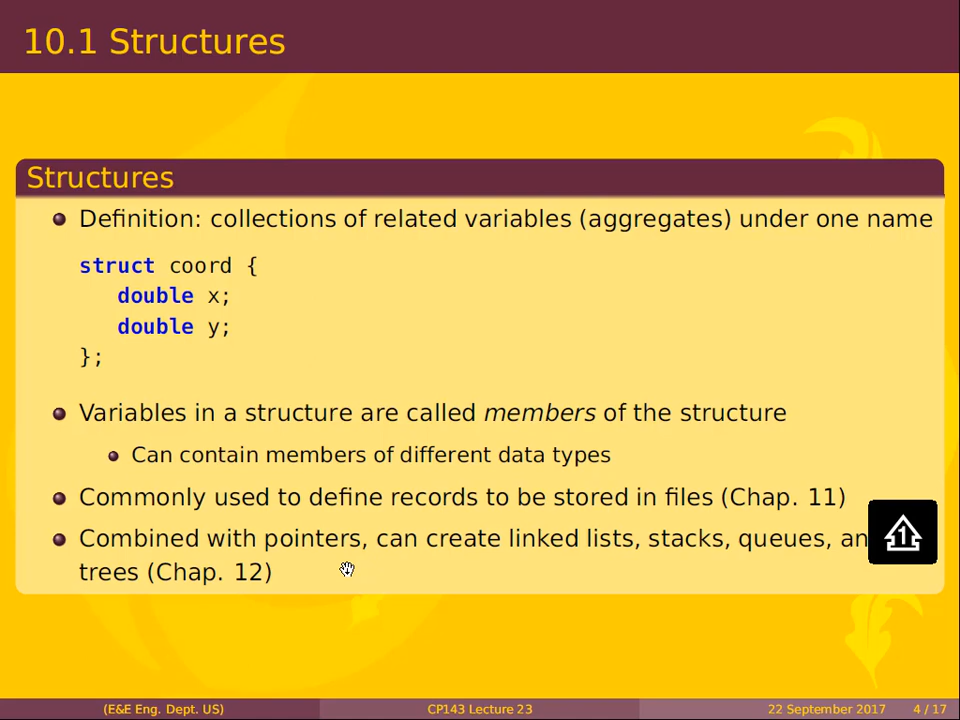 10.1 Structures
Structures
Definition: collections of related variables (aggregates) under one name
struct coord {
double x;
double y;
};
Variables in a structure are called members of the structure
Can contain members of different data types
Commonly used to define records to be stored in files (Chap. 11)
Combined with pointers, can create linked lists, stacks, queues, an
trees (Chap. 12)
1
(E&E Eng. Dept. US) CP143 Lecture 23 22 September 2017 4 / 17